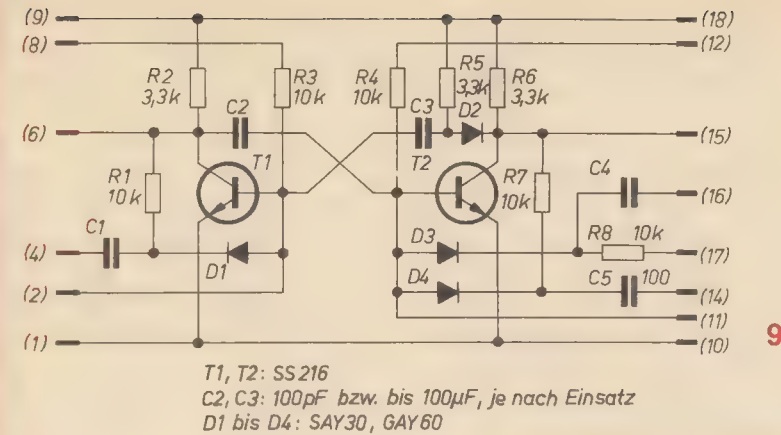 (9) (18)
(8) (12)
R2 3,3k R3 10k R4 10k R5 3,3k R6 3,3k
C2 C3 D2
(6) (15)
T1 T2
R1 10k R7 10k C4 (16)
C1 R8 10k
(4) D1 D3 (17)
D4 C5 100
(2) (14)
(11)
(1) (10)
9
T1, T2: SS216
C2, C3: 100pF bzw. bis 100µF, je nach Einsatz
D1 bis D4: SAY30, GAY60